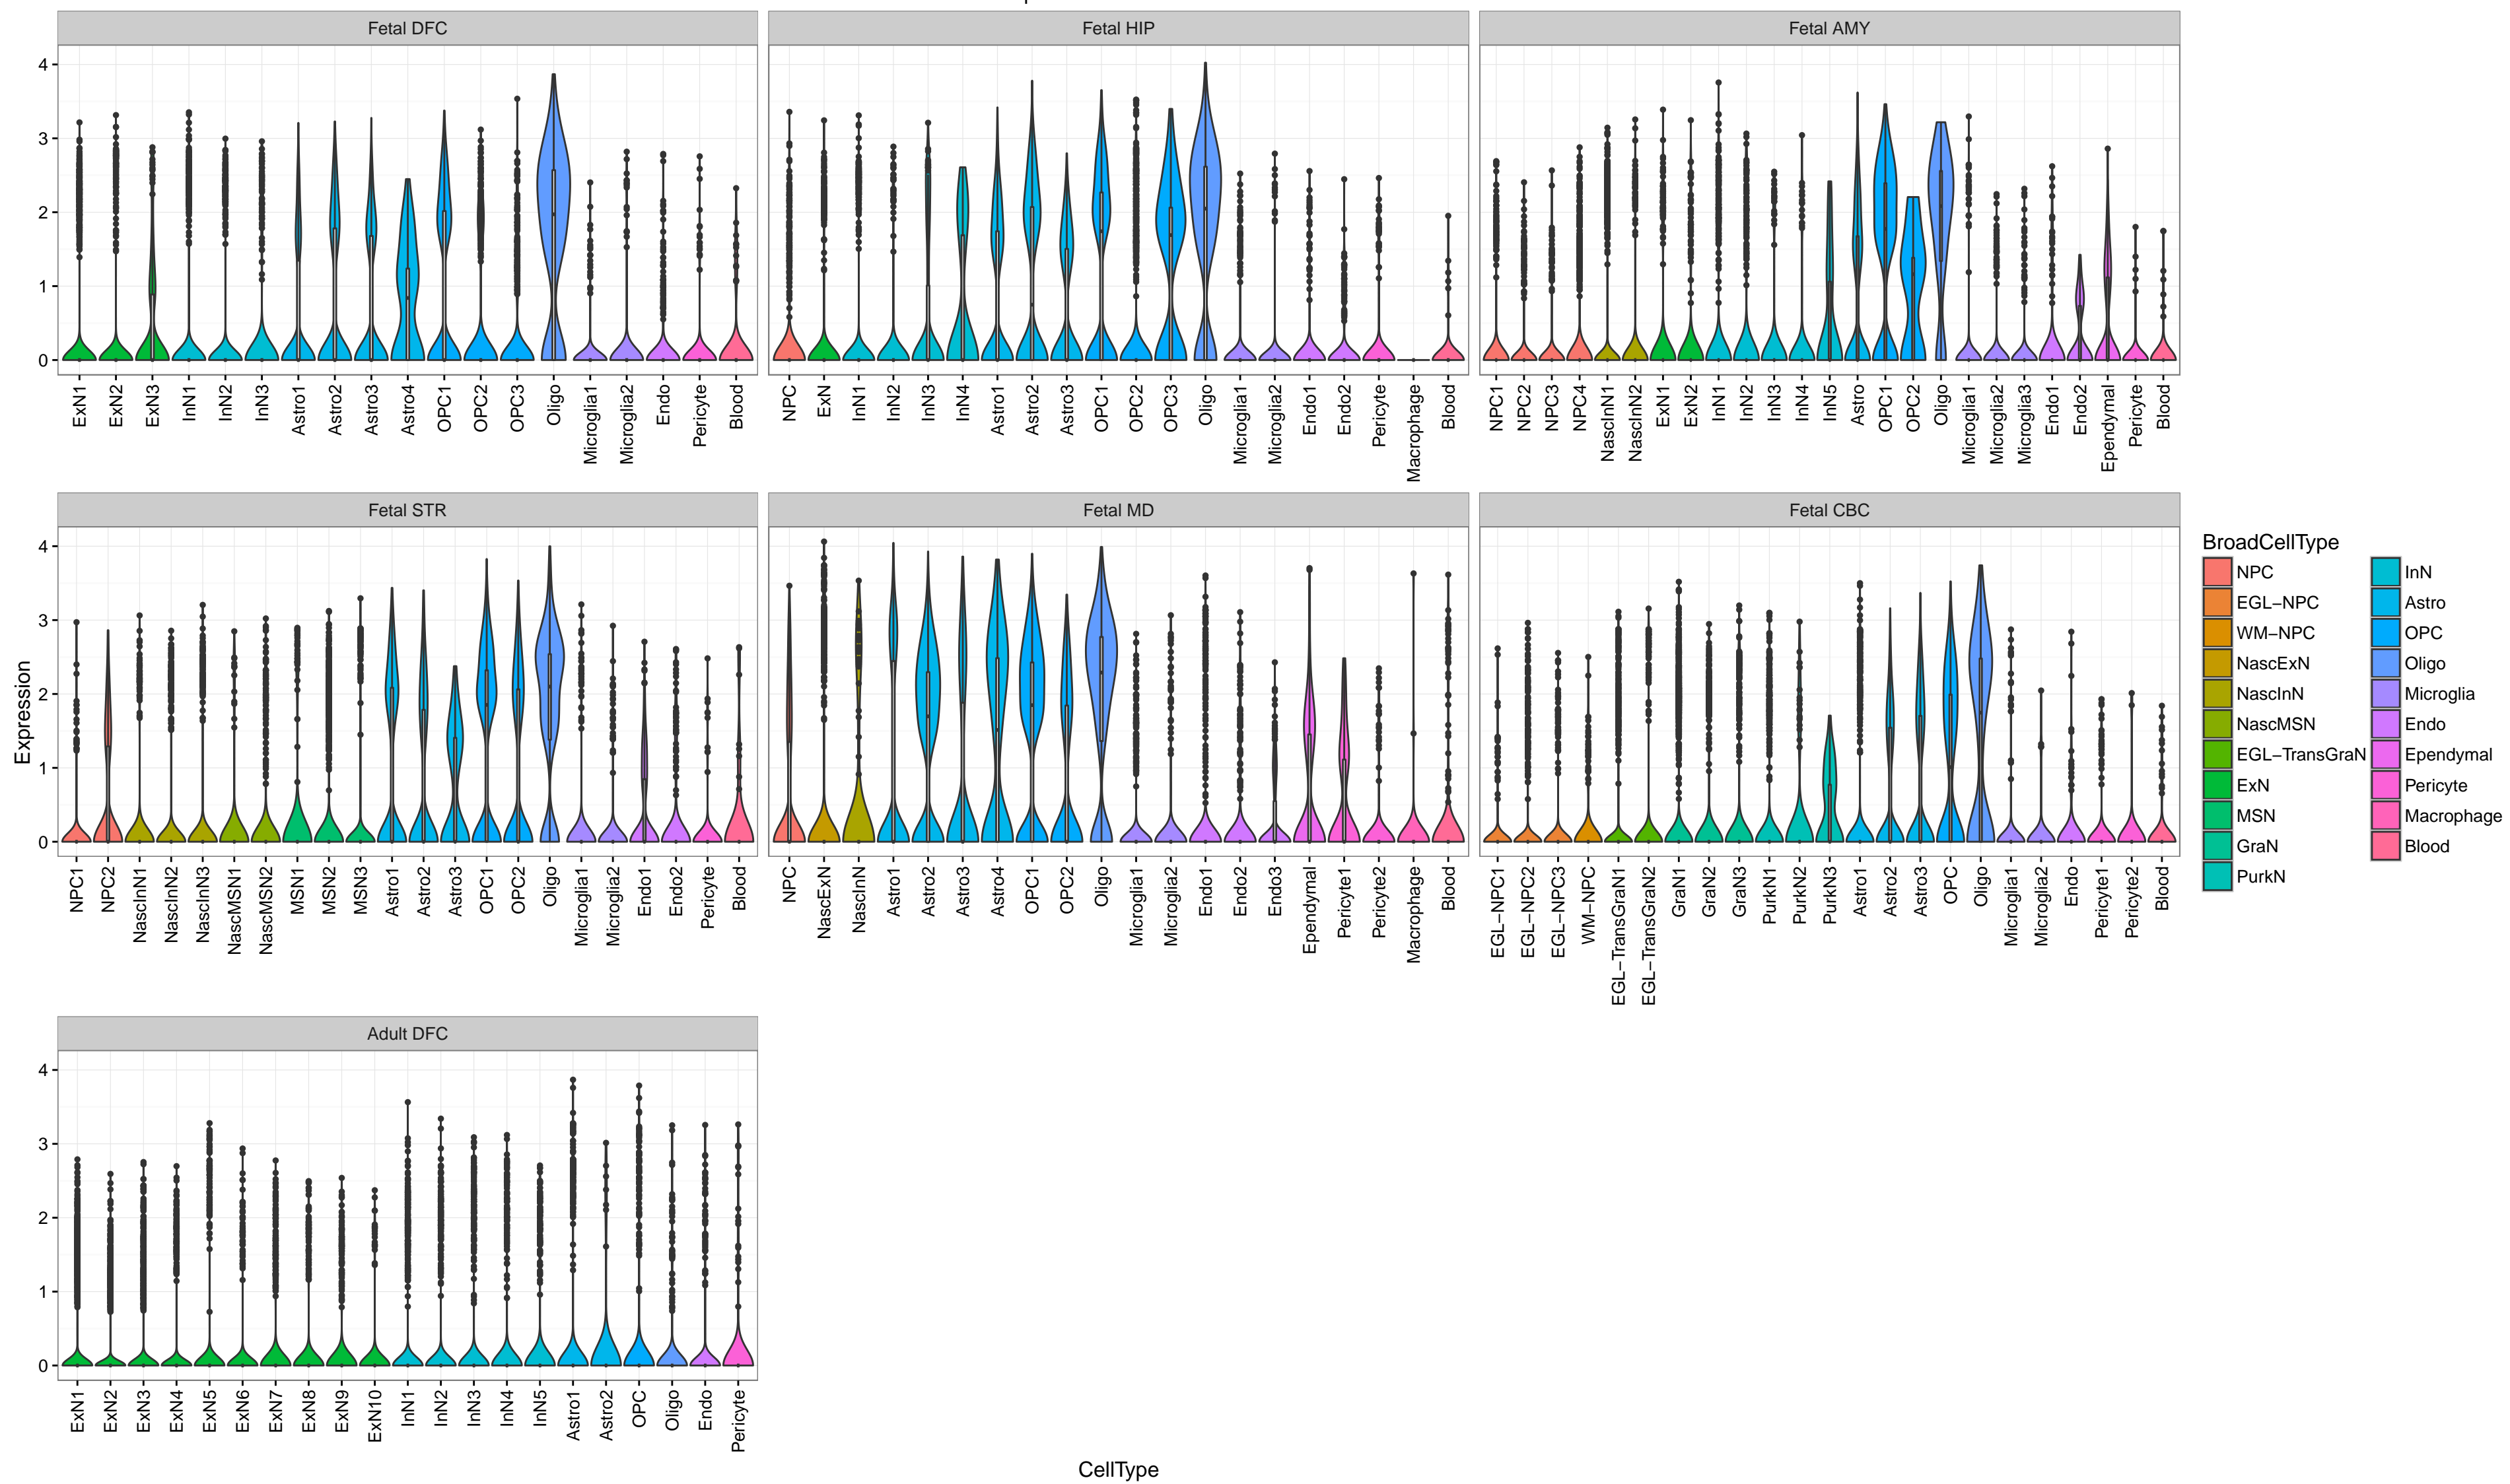 Fetal DFC
Fetal HIP
Fetal AMY
4
3
2
1
0
ExN1 ExN2 ExN3 InN1 InN2 InN3 Astro1 Astro2 Astro3 Astro4 OPC1 OPC2 OPC3 Oligo Microglia1 Microglia2 Endo Pericyte Blood
NPC ExN InN1 InN2 InN3 InN4 Astro1 Astro2 Astro3 OPC1 OPC2 OPC3 Oligo Microglia1 Microglia2 Endo1 Endo2 Pericyte Macrophage Blood
NPC1 NPC2 NPC3 NPC4 NascInN1 NascInN2 ExN1 ExN2 InN1 InN2 InN3 InN4 InN5 Astro OPC1 OPC2 Oligo Microglia1 Microglia2 Microglia3 Endo1 Endo2 Ependymal Pericyte Blood
Fetal STR
Fetal MD
Fetal CBC
Expression
4
3
2
1
0
NPC1 NPC2 NascInN1 NascInN2 NascInN3 NascMSN1 NascMSN2 MSN1 MSN2 MSN3 Astro1 Astro2 Astro3 OPC1 OPC2 Oligo Microglia1 Microglia2 Endo1 Endo2 Pericyte Blood
NPC NascExN NascInN Astro1 Astro2 Astro3 Astro4 OPC1 OPC2 Oligo Microglia1 Microglia2 Endo1 Endo2 Endo3 Ependymal Pericyte1 Pericyte2 Macrophage Blood
EGL−NPC1 EGL−NPC2 EGL−NPC3 WM−NPC EGL−TransGraN1 EGL−TransGraN2 GraN1 GraN2 GraN3 PurkN1 PurkN2 PurkN3 Astro1 Astro2 Astro3 OPC Oligo Microglia1 Microglia2 Endo Pericyte1 Pericyte2 Blood
BroadCellType
NPC
EGL−NPC
WM−NPC
NascExN
NascInN
NascMSN
EGL−TransGraN
ExN
MSN
GraN
PurkN
InN
Astro
OPC
Oligo
Microglia
Endo
Ependymal
Pericyte
Macrophage
Blood
Adult DFC
4
3
2
1
0
ExN1 ExN2 ExN3 ExN4 ExN5 ExN6 ExN7 ExN8 ExN9 ExN10 InN1 InN2 InN3 InN4 InN5 Astro1 Astro2 OPC Oligo Endo Pericyte
CellType